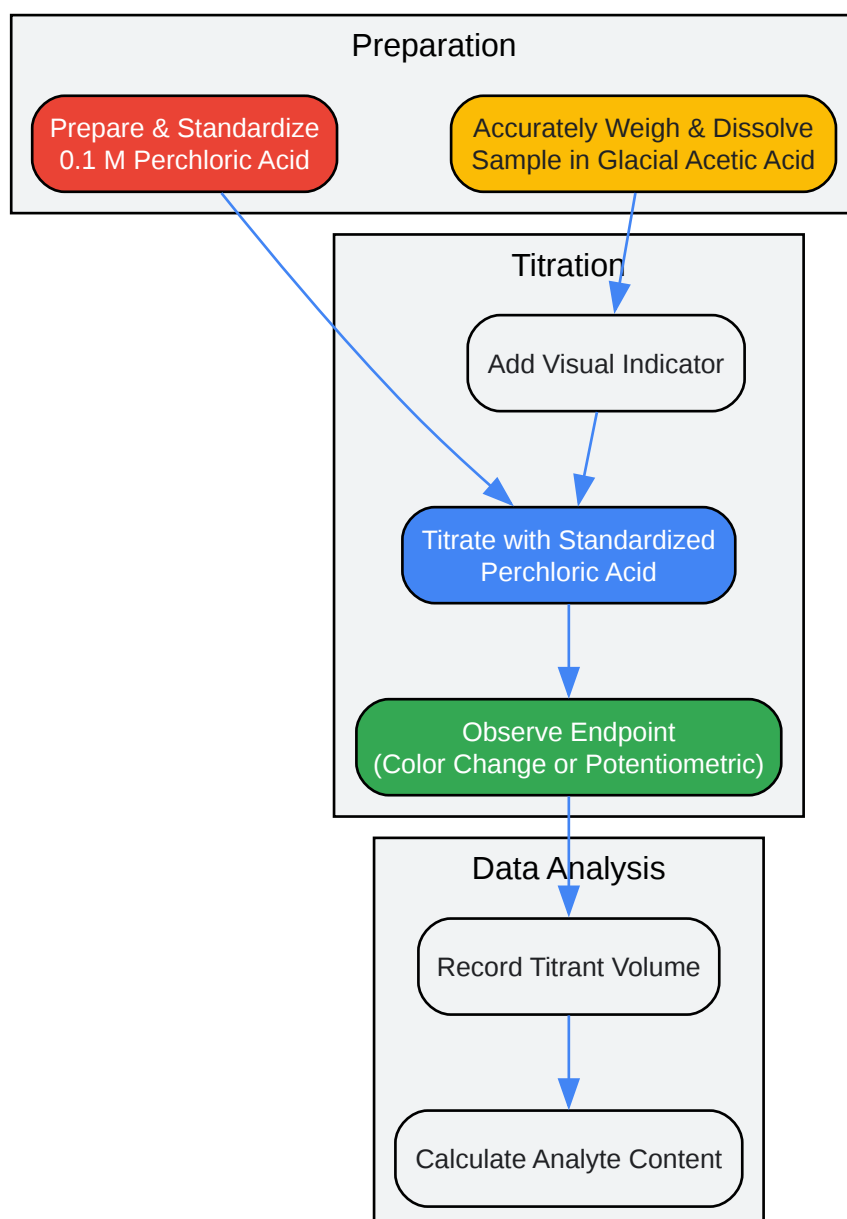 Preparation
Prepare & Standardize
0.1 M Perchloric Acid
Accurately Weigh & Dissolve
Sample in Glacial Acetic Acid
Titration
Add Visual Indicator
Titrate with Standardized
Perchloric Acid
Observe Endpoint
(Color Change or Potentiometric)
Data Analysis
Record Titrant Volume
Calculate Analyte Content